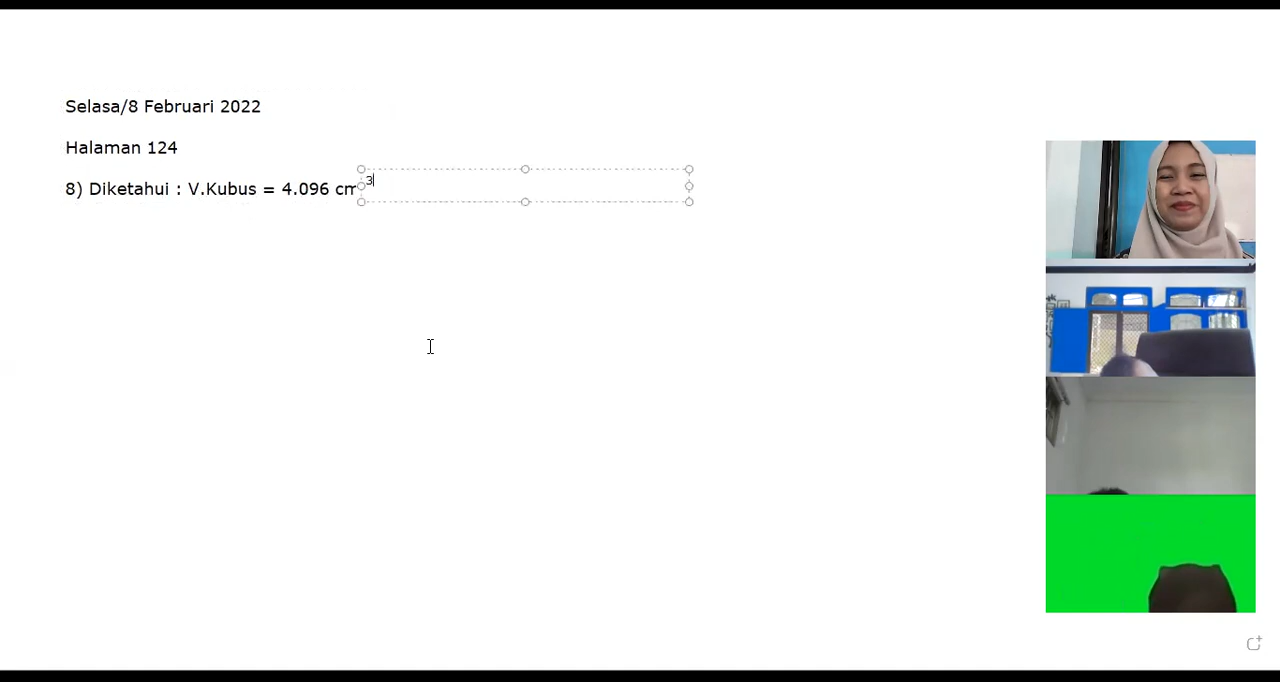 Selasa/8 Februari 2022
Halaman 124
8) Diketahui : V.Kubus = 4.096 cm³